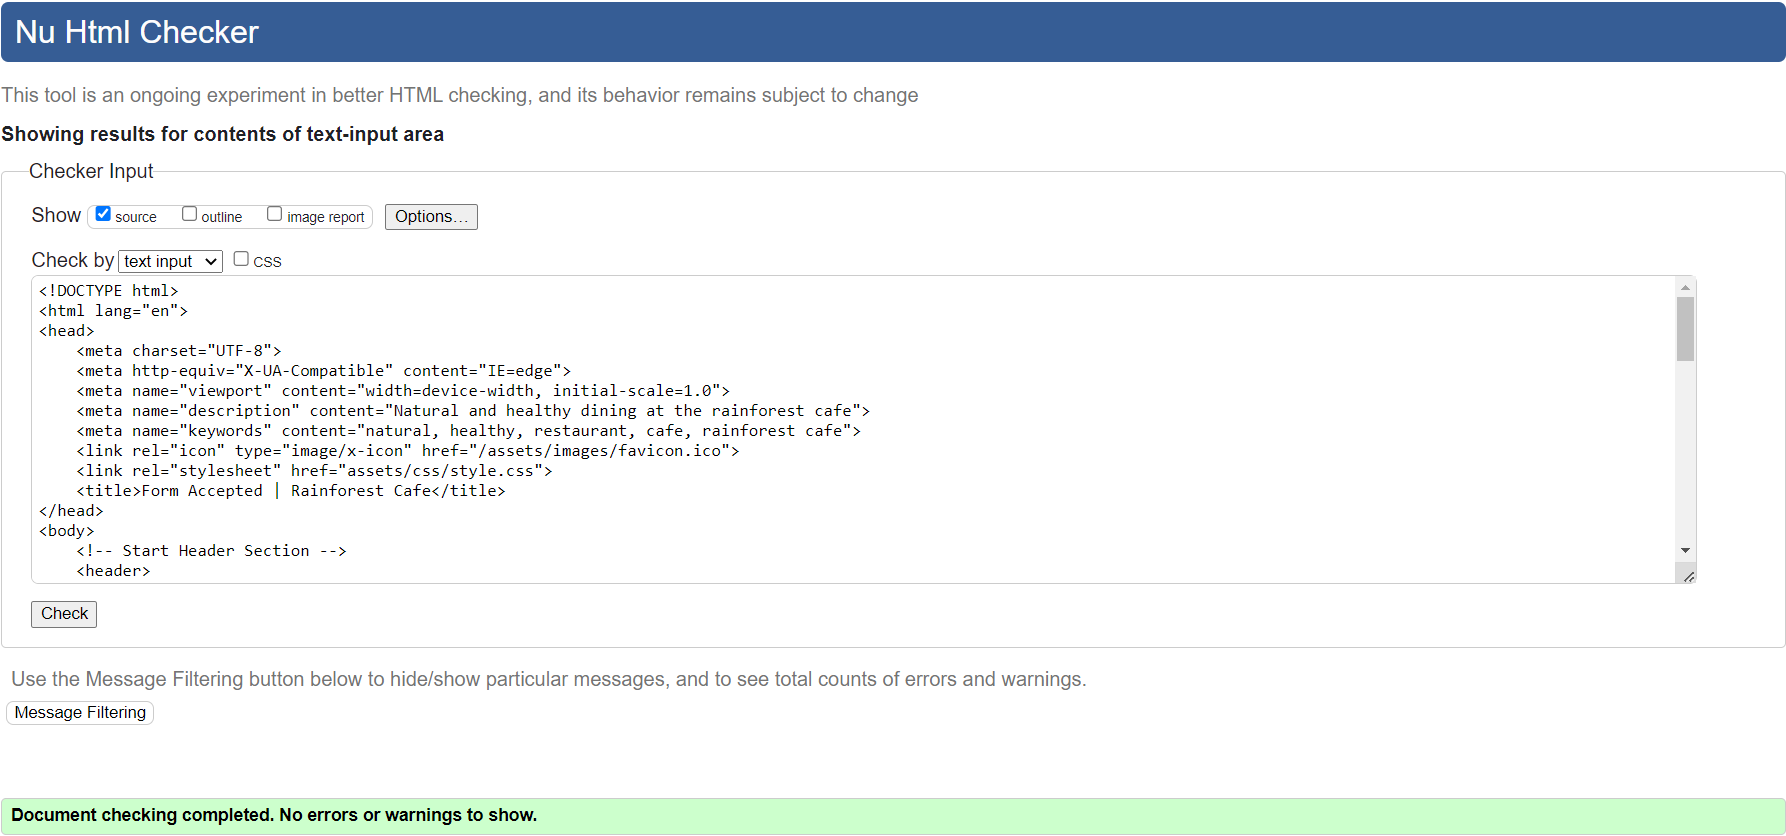 Nu Html Checker
This tool is an ongoing experiment in better HTML checking, and its behavior remains subject to change
Showing results for contents of text-input area
Checker Input
Show source outline image report Options...
Check by text input CSS
<!DOCTYPE html>
<html lang="en">
<head>
    <meta charset="UTF-8">
    <meta http-equiv="X-UA-Compatible" content="IE=edge">
    <meta name="viewport" content="width=device-width, initial-scale=1.0">
    <meta name="description" content="Natural and healthy dining at the rainforest cafe">
    <meta name="keywords" content="natural, healthy, restaurant, cafe, rainforest cafe">
    <link rel="icon" type="image/x-icon" href="/assets/images/favicon.ico">
    <link rel="stylesheet" href="assets/css/style.css">
    <title>Form Accepted | Rainforest Cafe</title>
</head>
<body>
    <!-- Start Header Section -->
    <header>
Check
Use the Message Filtering button below to hide/show particular messages, and to see total counts of errors and warnings.
Message Filtering
Document checking completed. No errors or warnings to show.